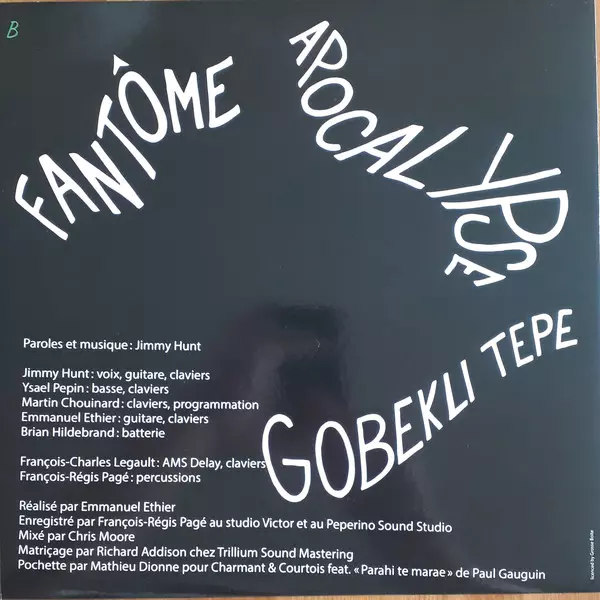 B
FANTÔME
APOCALYPSE
GOBEKLI TEPE
Paroles et musique : Jimmy Hunt
Jimmy Hunt : voix, guitare, claviers
Ysael Pepin : basse, claviers
Martin Chouinard : claviers, programmation
Emmanuel Ethier : guitare, claviers
Brian Hildebrand : batterie
François-Charles Legault : AMS Delay, claviers
François-Régis Pagé : percussions
Réalisé par Emmanuel Ethier
Enregistré par François-Régis Pagé au studio Victor et au Peperino Sound Studio
Mixé par Chris Moore
Matriçage par Richard Addison chez Trillium Sound Mastering
Pochette par Mathieu Dionne pour Charmant & Courtois feat. « Parahi te marae » de Paul Gauguin